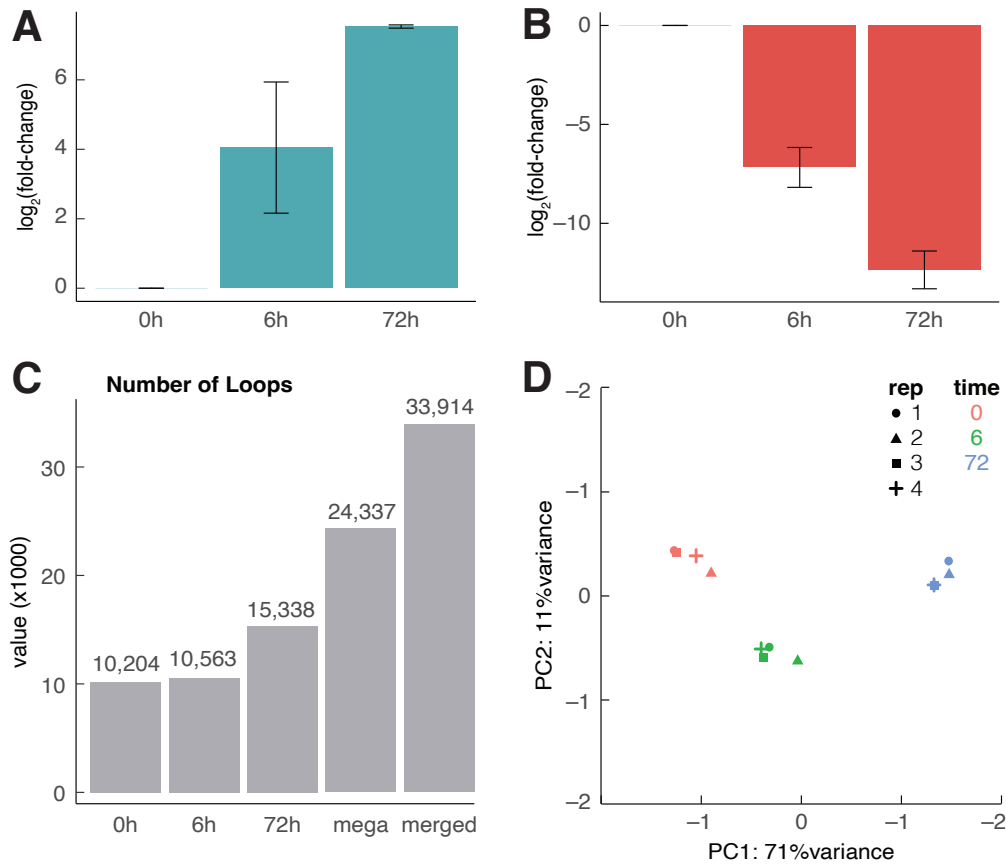 A
log2(fold-change)
6
4
2
0
0h 6h 72h
B
log2(fold-change)
0
−5
−10
0h 6h 72h
C
Number of Loops
value (x1000)
30
20
10
0
10,204
10,563
15,338
24,337
33,914
0h 6h 72h mega merged
D
rep time
1 0
2 6
3 72
4
PC2: 11%variance
−2
−1
0
−1
−2
−1 0 −1 −2
PC1: 71%variance